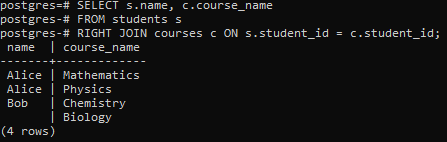 postgres=# SELECT s.name, c.course_name
postgres-# FROM students s
postgres-# RIGHT JOIN courses c ON s.student_id = c.student_id;
 name  | course_name
-------+-------------
 Alice | Mathematics
 Alice | Physics
 Bob   | Chemistry
       | Biology
(4 rows)